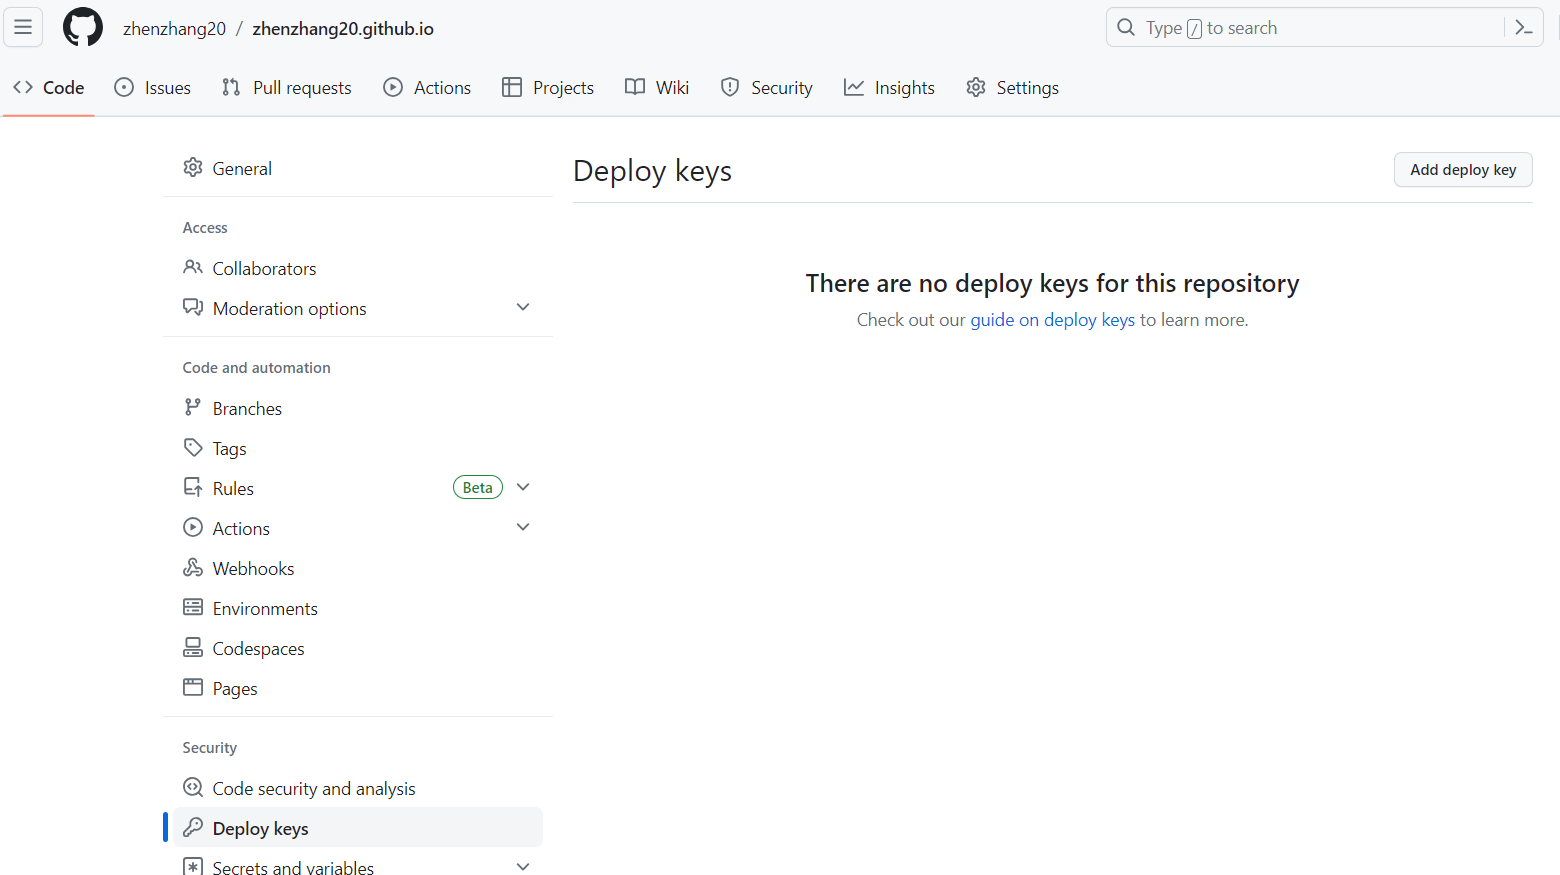 zhenzhang20 / zhenzhang20.github.io
Type / to search
Code Issues Pull requests Actions Projects Wiki Security Insights Settings
General
Access
Collaborators
Moderation options
Code and automation
Branches
Tags
Rules Beta
Actions
Webhooks
Environments
Codespaces
Pages
Security
Code security and analysis
Deploy keys
Secrets and variables
Deploy keys
Add deploy key
There are no deploy keys for this repository
Check out our guide on deploy keys to learn more.